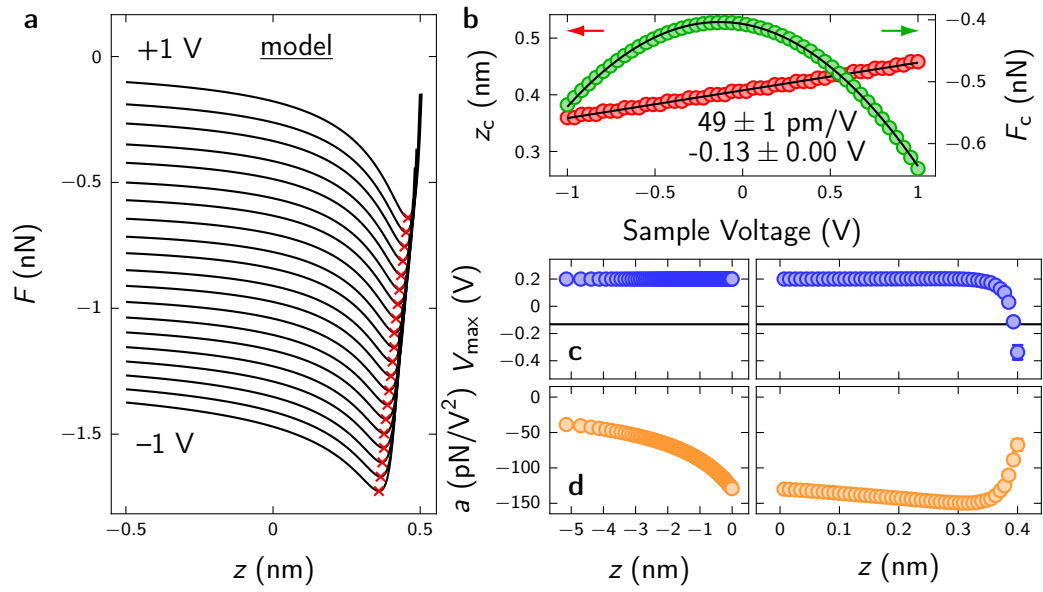 a
+1 V
model
−1 V
0
−0.5
−1
−1.5
F (nN)
−0.5
0
0.5
z (nm)
b
0.5
0.4
0.3
z_c (nm)
−0.4
−0.5
−0.6
F_c (nN)
49 ± 1 pm/V
-0.13 ± 0.00 V
−1
−0.5
0
0.5
1
Sample Voltage (V)
0.2
0
−0.2
−0.4
V_max (V)
c
−50
−100
−150
a (pN/V²)
d
−5
−4
−3
−2
−1
0
z (nm)
0
0.1
0.2
0.3
0.4
z (nm)